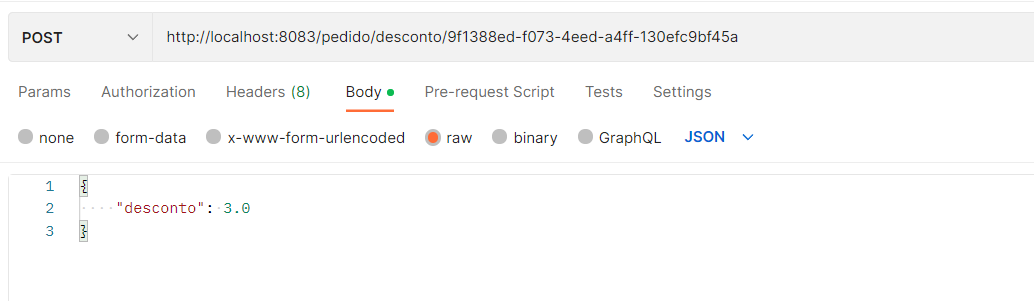 POST http://localhost:8083/pedido/desconto/9f1388ed-f073-4eed-a4ff-130efc9bf45a
Params Authorization Headers (8) Body Pre-request Script Tests Settings
none form-data x-www-form-urlencoded raw binary GraphQL JSON
1 {
2 "desconto": 3.0
3 }